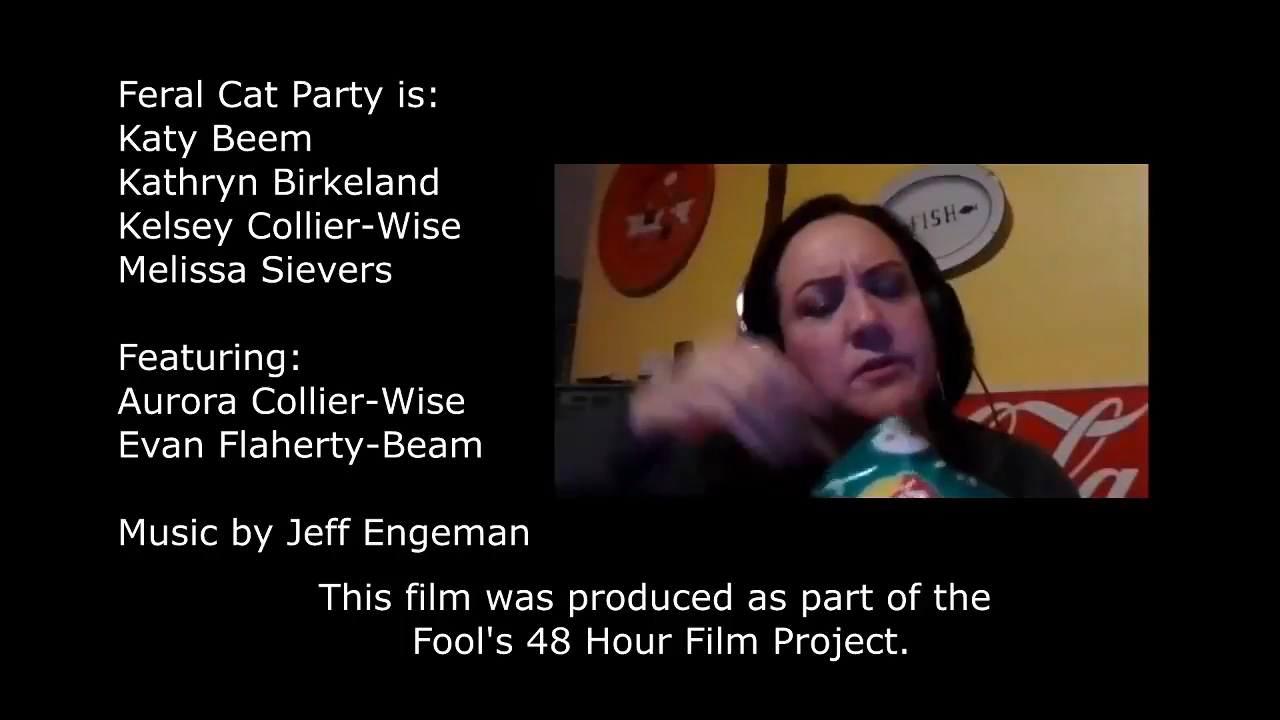 Feral Cat Party is:
Katy Beem
Kathryn Birkeland
Kelsey Collier-Wise
Melissa Sievers
Featuring:
Aurora Collier-Wise
Evan Flaherty-Beam
Music by Jeff Engeman
This film was produced as part of the
Fool's 48 Hour Film Project.
FISH